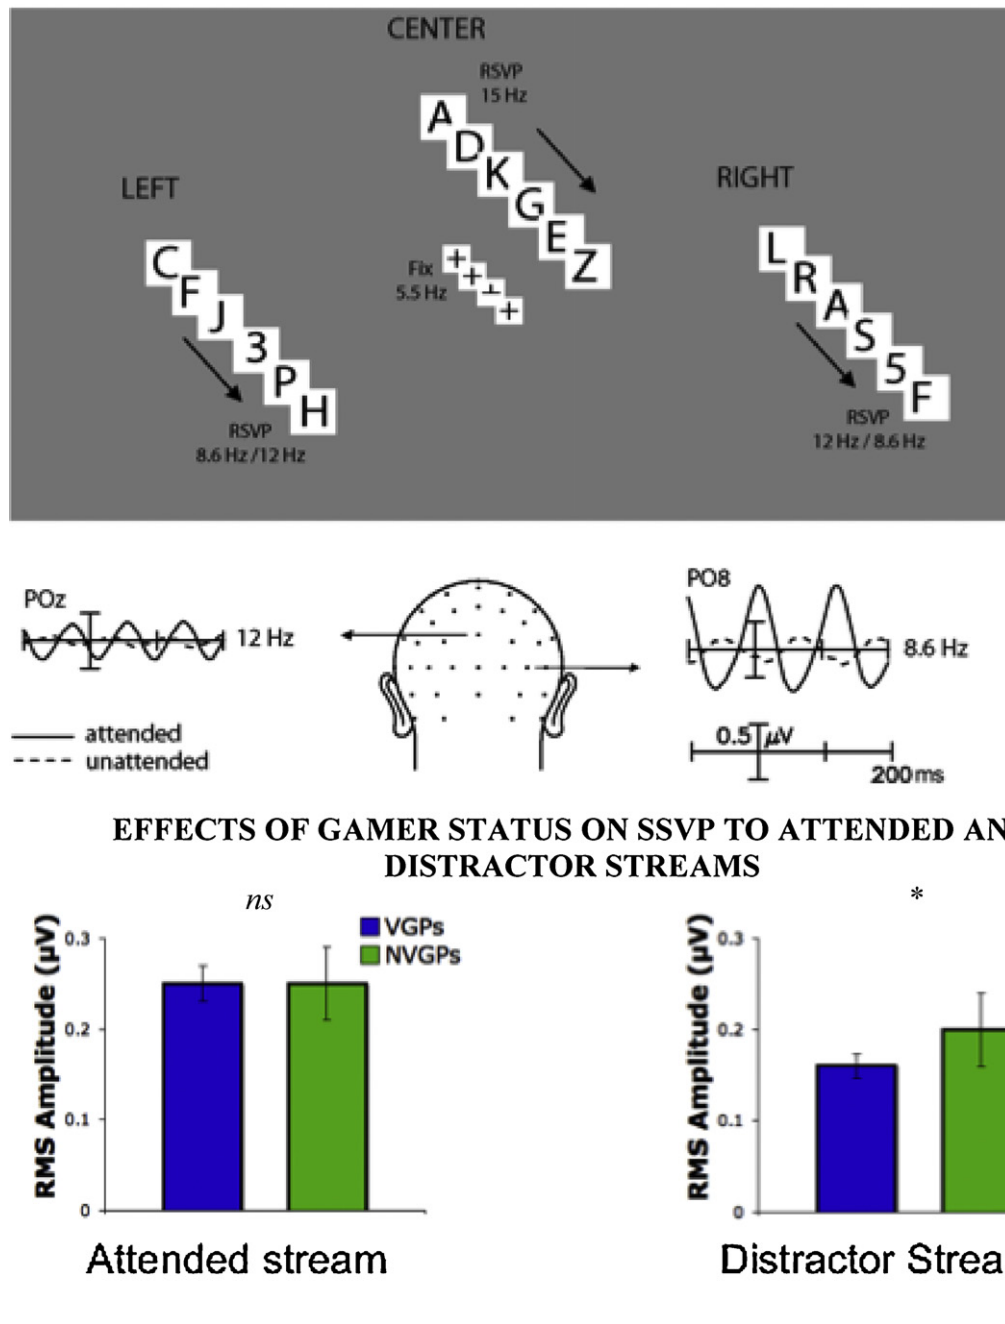 CENTER
RSVP
15 Hz
A
D
K
G
E
Z
LEFT
RIGHT
C
F
J
3
P
H
Fix
5.5 Hz
+
+
+
+
L
R
A
S
5
F
RSVP
8.6 Hz /12 Hz
RSVP
12 Hz / 8.6 Hz
POz
12 Hz
PO8
8.6 Hz
attended
unattended
0.5 µV
200 ms
EFFECTS OF GAMER STATUS ON SSVP TO ATTENDED AN
DISTRACTOR STREAMS
ns
*
VGPs
NVGPs
RMS Amplitude (µV)
0.3
0.2
0.1
0
Attended stream
RMS Amplitude (µV)
0.3
0.2
0.1
0
Distractor Strea